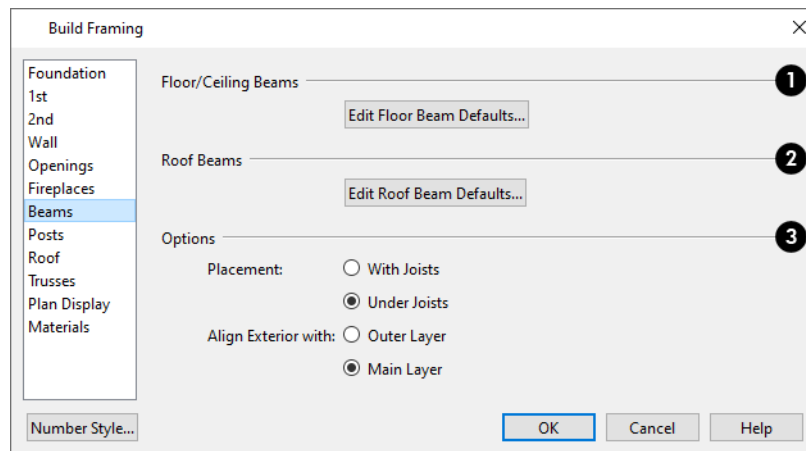 Build Framing
Foundation
1st
2nd
Wall
Openings
Fireplaces
Beams
Posts
Roof
Trusses
Plan Display
Materials
Floor/Ceiling Beams 1
Edit Floor Beam Defaults...
Roof Beams 2
Edit Roof Beam Defaults...
Options 3
Placement: With Joists
Under Joists
Align Exterior with: Outer Layer
Main Layer
Number Style... OK Cancel Help